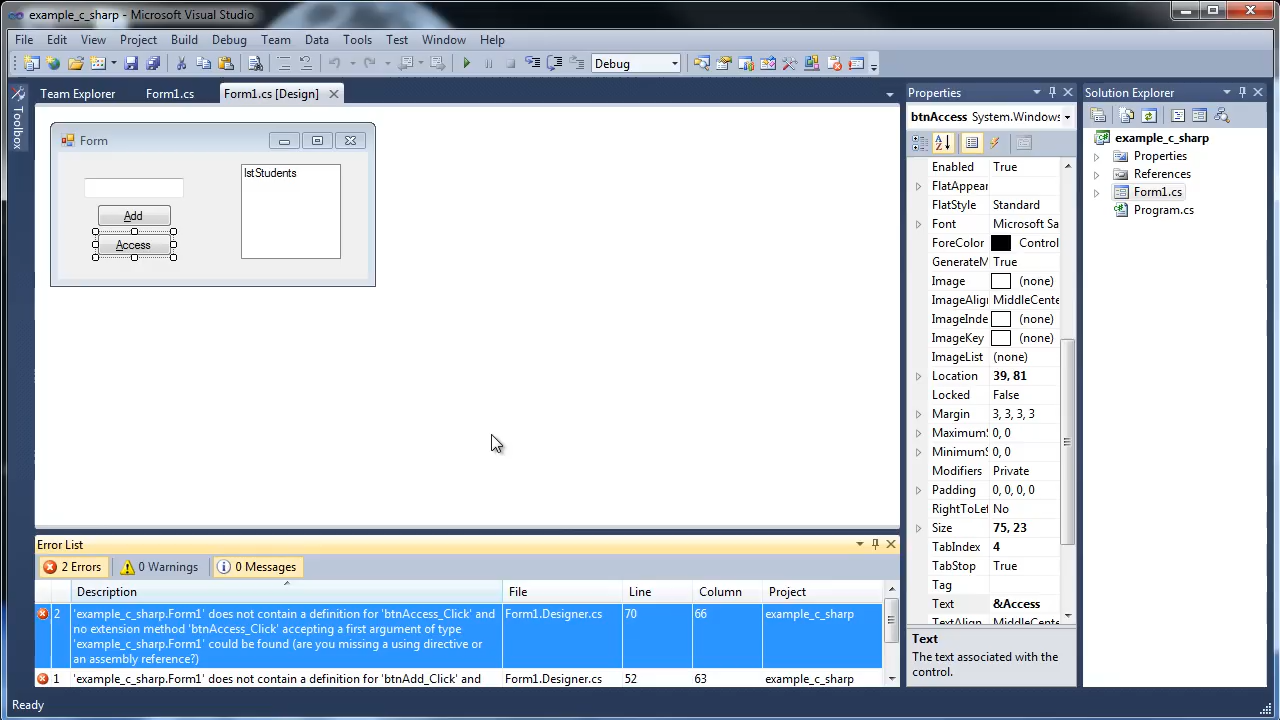 example_c_sharp - Microsoft Visual Studio
File Edit View Project Build Debug Team Data Tools Test Window Help
Debug
Team Explorer Form1.cs Form1.cs [Design]
Toolbox
Form
lstStudents
Add
Access
Properties
btnAccess System.Windows
Enabled True
FlatAppear
FlatStyle Standard
Font Microsoft Sa
ForeColor Control
GenerateM True
Image (none)
ImageAlign MiddleCente
ImageInde (none)
ImageKey (none)
ImageList (none)
Location 39, 81
Locked False
Margin 3, 3, 3, 3
MaximumS 0, 0
MinimumS 0, 0
Modifiers Private
Padding 0, 0, 0, 0
RightToLef No
Size 75, 23
TabIndex 4
TabStop True
Tag
Text &Access
TextAlign MiddleCente
Text
The text associated with the
control.
Solution Explorer
example_c_sharp
Properties
References
Form1.cs
Program.cs
Error List
2 Errors 0 Warnings 0 Messages
Description File Line Column Project
2 'example_c_sharp.Form1' does not contain a definition for 'btnAccess_Click' and Form1.Designer.cs 70 66 example_c_sharp
no extension method 'btnAccess_Click' accepting a first argument of type
'example_c_sharp.Form1' could be found (are you missing a using directive or
an assembly reference?)
1 'example_c_sharp.Form1' does not contain a definition for 'btnAdd_Click' and Form1.Designer.cs 52 63 example_c_sharp
Ready